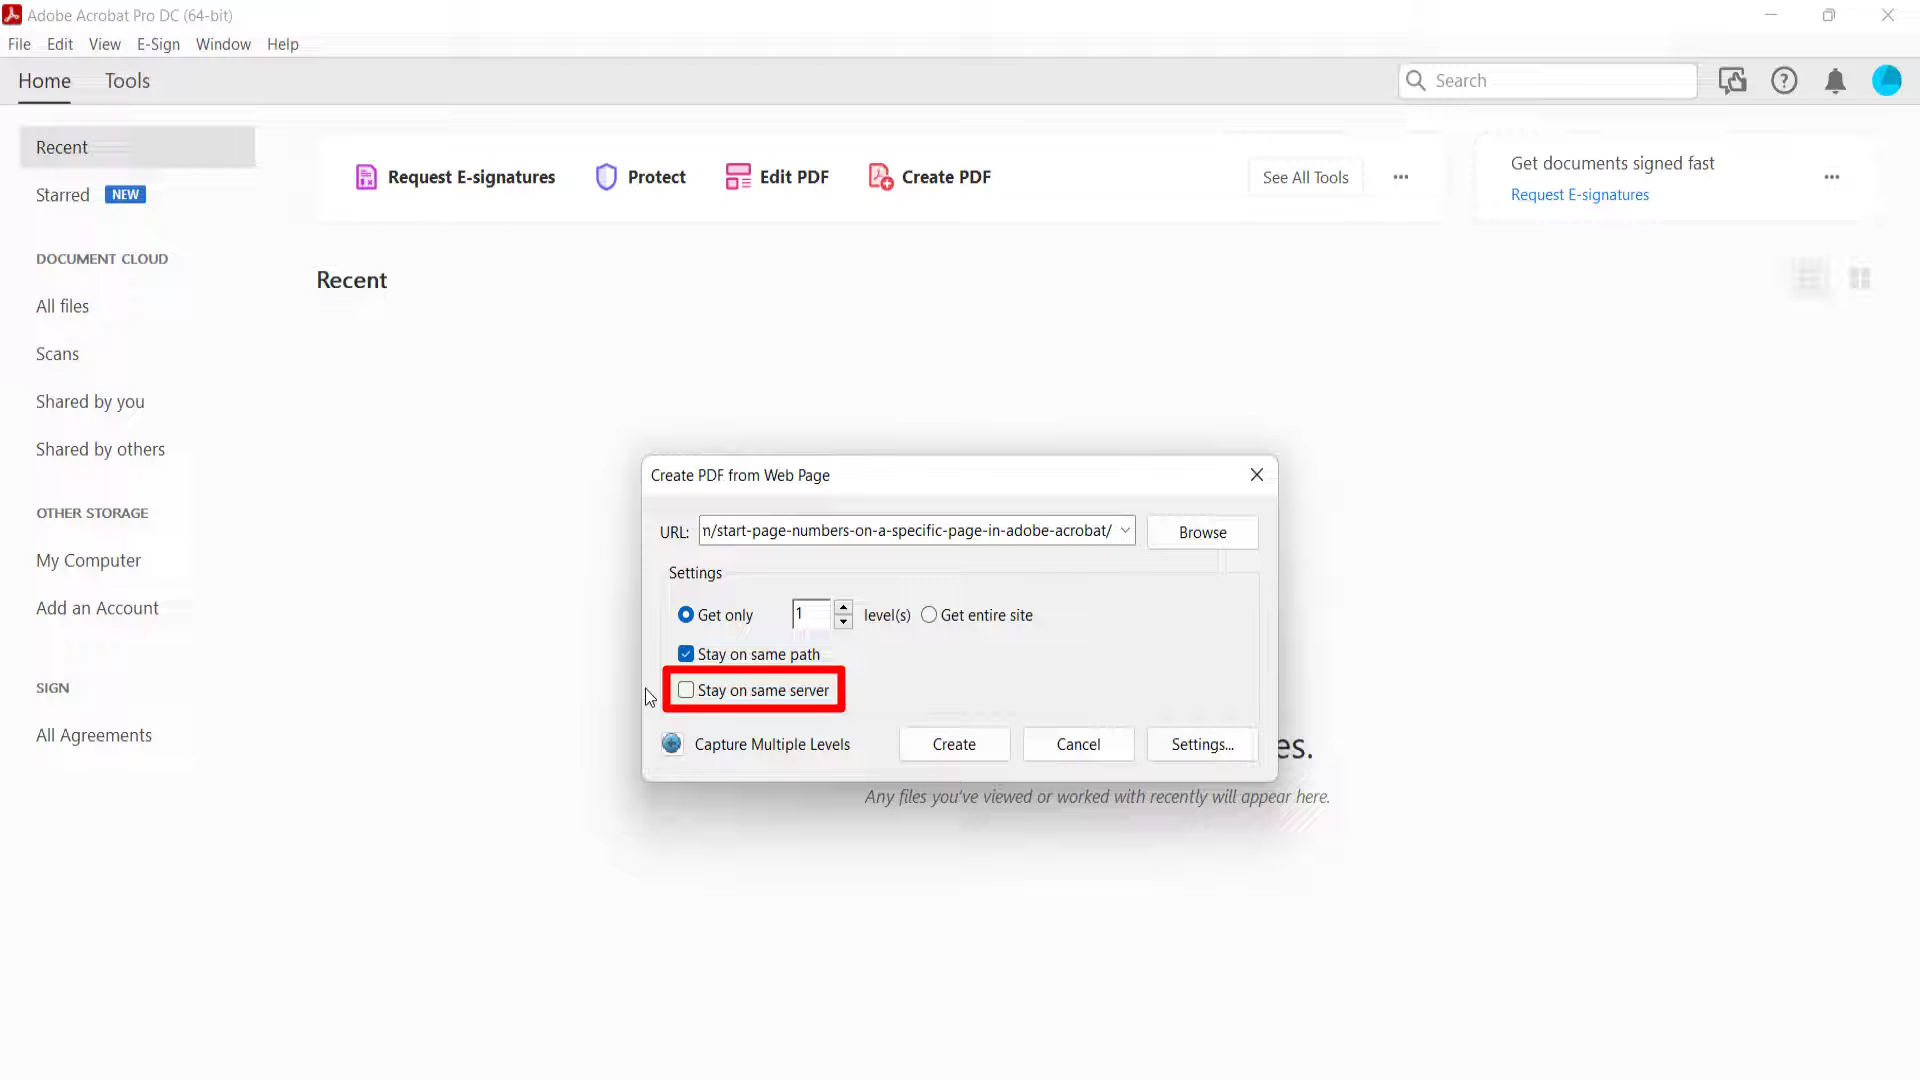 Adobe Acrobat Pro DC (64-bit)
File Edit View E-Sign Window Help
Home Tools
Search
Recent
Starred NEW
DOCUMENT CLOUD
All files
Scans
Shared by you
Shared by others
OTHER STORAGE
My Computer
Add an Account
SIGN
All Agreements
Request E-signatures Protect Edit PDF Create PDF
See All Tools
Get documents signed fast
Request E-signatures
Recent
Create PDF from Web Page
URL: n/start-page-numbers-on-a-specific-page-in-adobe-acrobat/ Browse
Settings
Get only 1 level(s) Get entire site
Stay on same path
Stay on same server
Capture Multiple Levels Create Cancel Settings...
es.
Any files you've viewed or worked with recently will appear here.